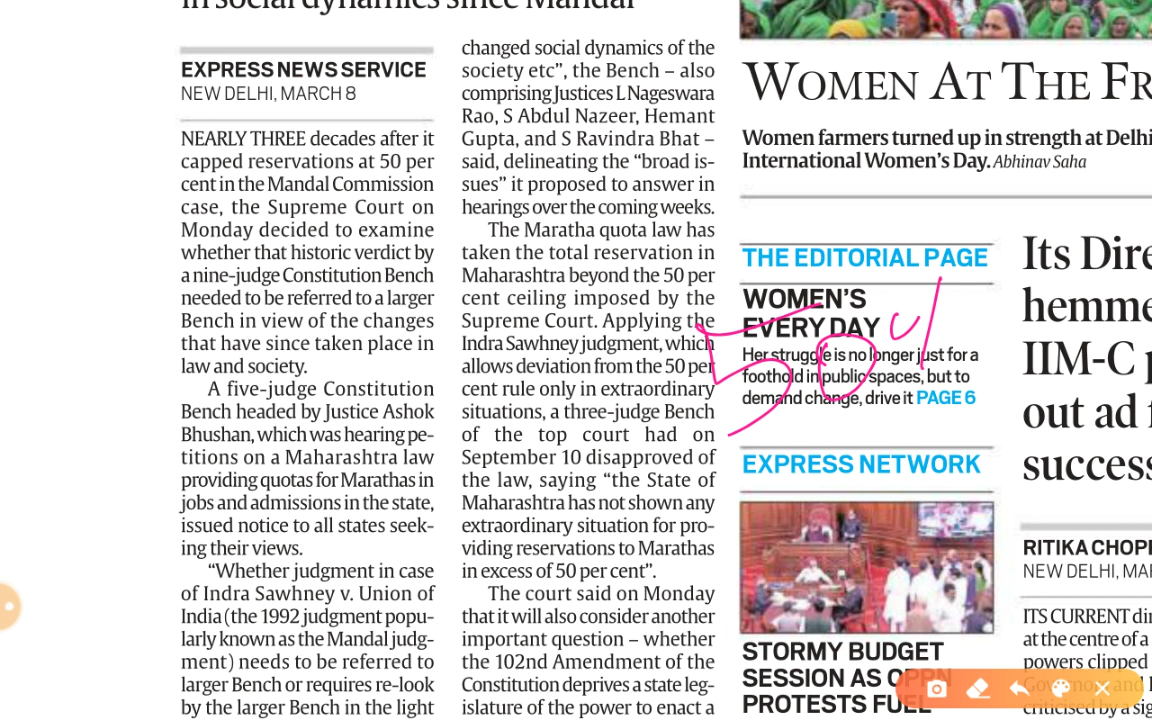 in social dynamics since Mandal
EXPRESS NEWS SERVICE
NEW DELHI, MARCH 8
NEARLY THREE decades after it
capped reservations at 50 per
cent in the Mandal Commission
case, the Supreme Court on
Monday decided to examine
whether that historic verdict by
a nine-judge Constitution Bench
needed to be referred to a larger
Bench in view of the changes
that have since taken place in
law and society.
A five-judge Constitution
Bench headed by Justice Ashok
Bhushan, which was hearing pe-
titions on a Maharashtra law
providing quotas for Marathas in
jobs and admissions in the state,
issued notice to all states seek-
ing their views.
“Whether judgment in case
of Indra Sawhney v. Union of
India (the 1992 judgment popu-
larly known as the Mandal judg-
ment) needs to be referred to
larger Bench or requires re-look
by the larger Bench in the light
changed social dynamics of the
society etc”, the Bench – also
comprising Justices L Nageswara
Rao, S Abdul Nazeer, Hemant
Gupta, and S Ravindra Bhat –
said, delineating the “broad is-
sues” it proposed to answer in
hearings over the coming weeks.
The Maratha quota law has
taken the total reservation in
Maharashtra beyond the 50 per
cent ceiling imposed by the
Supreme Court. Applying the
Indra Sawhney judgment, which
allows deviation from the 50 per
cent rule only in extraordinary
situations, a three-judge Bench
of the top court had on
September 10 disapproved of
the law, saying “the State of
Maharashtra has not shown any
extraordinary situation for pro-
viding reservations to Marathas
in excess of 50 per cent”.
The court said on Monday
that it will also consider another
important question – whether
the 102nd Amendment of the
Constitution deprives a state leg-
islature of the power to enact a
WOMEN AT THE FR
Women farmers turned up in strength at Delhi
International Women’s Day. Abhinav Saha
THE EDITORIAL PAGE
WOMEN’S
EVERY DAY
Her struggle is no longer just for a
foothold in public spaces, but to
demand change, drive it PAGE 6
50
EXPRESS NETWORK
STORMY BUDGET
SESSION AS OPPN
PROTESTS FUEL
Its Dire
hemme
IIM-C p
out ad f
success
RITIKA CHOP
NEW DELHI, MA
ITS CURRENT di
at the centre of a
powers clipped
Governors and
criticised by a sig